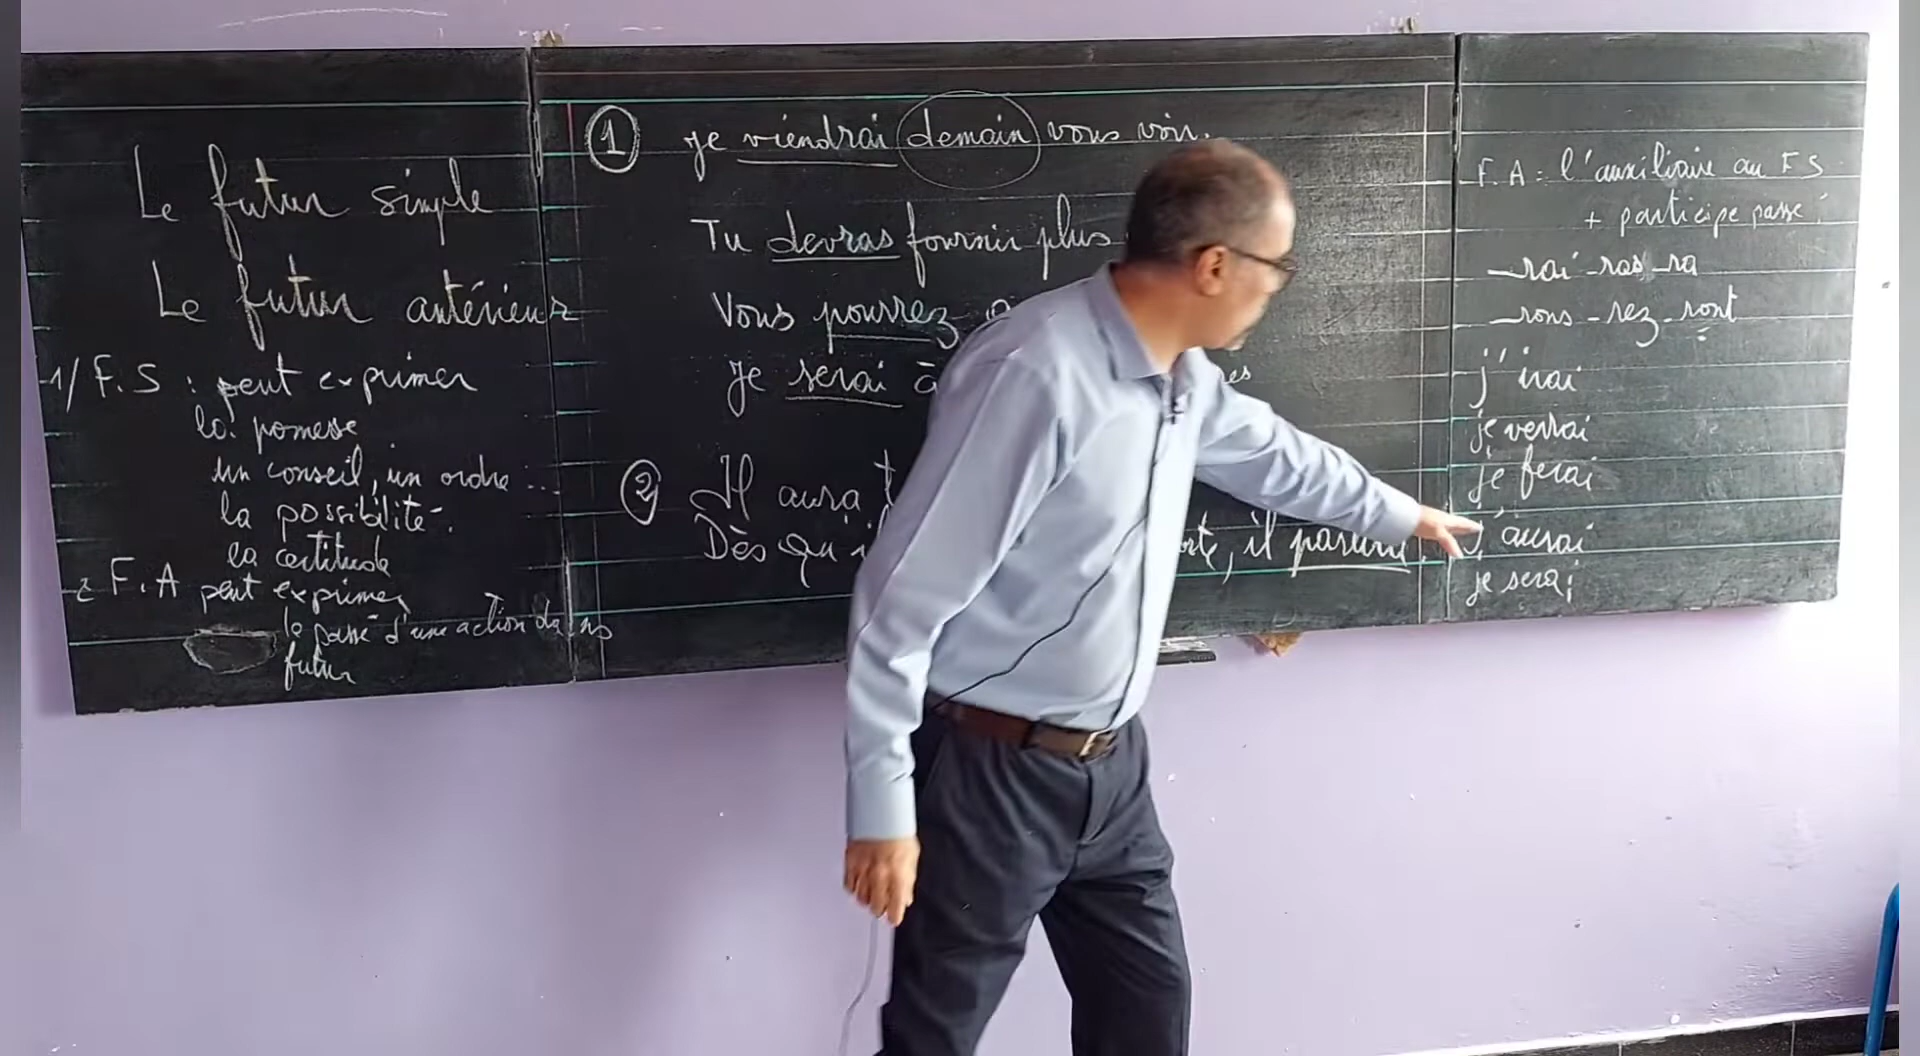 Le futur simple
Le futur antérieur
1/ F.S : peut exprimer
la pomesse
un conseil, un ordre ...
la possibilité.
la certitude
2 F.A peut exprimer
le passé d'une action dans
futur
1 je viendrai demain vous voir.
Tu devras fournir plus
Vous pourrez
je serai à
2 Il aura
Dès qu'i , il
F.A : l'auxiliaire au F S
+ participe passé.
-rai -ras -ra
-rons -rez -ront
j'irai
je verrai
je ferai
j'aurai
je serai